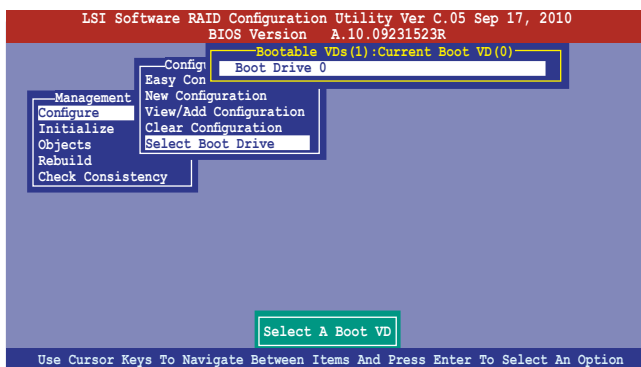 LSI Software RAID Configuration Utility Ver C.05 Sep 17, 2010
BIOS Version A.10.09231523R
Bootable VDs(1):Current Boot VD(0)
Boot Drive 0
Configu
Easy Con
New Configuration
View/Add Configuration
Clear Configuration
Select Boot Drive
Management
Configure
Initialize
Objects
Rebuild
Check Consistency
Select A Boot VD
Use Cursor Keys To Navigate Between Items And Press Enter To Select An Option